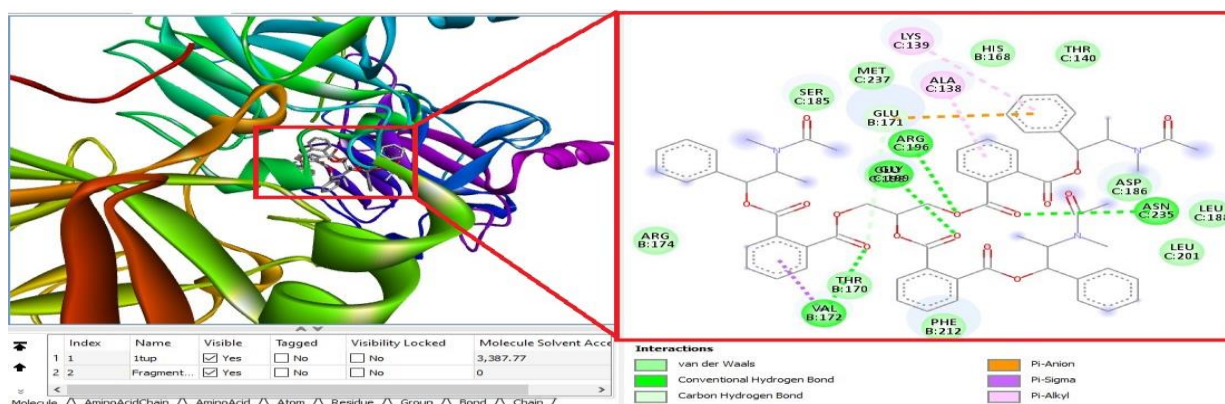 LYS
C:139
HIS
B:168
THR
C:140
MET
C:237
ALA
C:138
SER
C:185
GLU
B:171
ARG
C:196
ASP
C:186
ASN
C:235
LEU
C:188
ARG
B:174
LEU
C:201
THR
B:170
VAL
B:172
PHE
B:212
N
O
O
N
O
O
O
O
O
O
O
O
O
O
O
N
O
O
O
Index Name Visible Tagged Visibility Locked Molecule Solvent Acce
1 1 1tup Yes No No 3,387.77
2 2 Fragment... Yes No No 0
Molecule AminoAcidChain AminoAcid Atom Residue Group Bond Chain
Interactions
van der Waals
Conventional Hydrogen Bond
Carbon Hydrogen Bond
Pi-Anion
Pi-Sigma
Pi-Alkyl